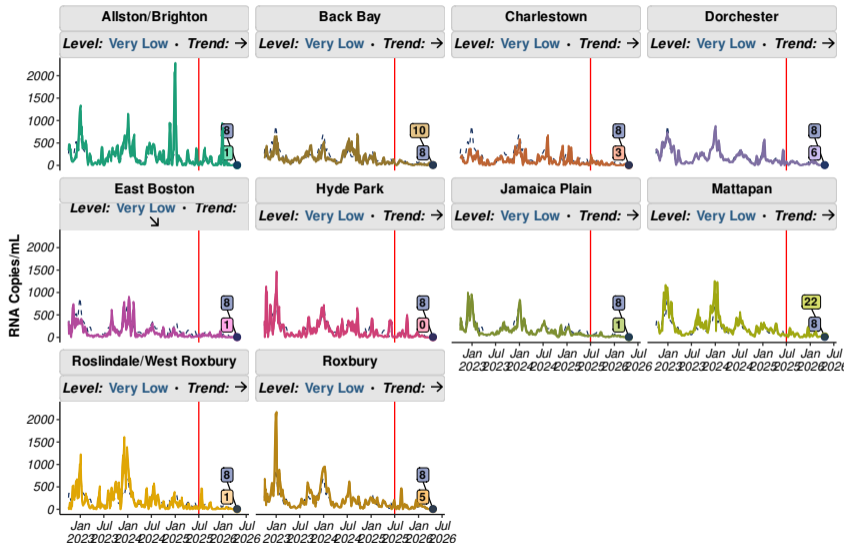 Allston/Brighton Back Bay Charlestown Dorchester
Level: Very Low · Trend: → Level: Very Low · Trend: → Level: Very Low · Trend: → Level: Very Low · Trend: →
2000
1500
1000
500
0
8 10 8 8
1 8 3 6
East Boston Hyde Park Jamaica Plain Mattapan
Level: Very Low · Trend: ↘ Level: Very Low · Trend: → Level: Very Low · Trend: → Level: Very Low · Trend: →
RNA Copies/mL
2000
1500
1000
500
0
8 8 8 22
1 0 1 8
Jan 2023 Jul 2023 Jan 2024 Jul 2024 Jan 2025 Jul 2025 Jan 2026 Jul 2026 Jan 2023 Jul 2023 Jan 2024 Jul 2024 Jan 2025 Jul 2025 Jan 2026 Jul 2026
Roslindale/West Roxbury Roxbury
Level: Very Low · Trend: → Level: Very Low · Trend: →
2000
1500
1000
500
0
8 8
1 5
Jan 2023 Jul 2023 Jan 2024 Jul 2024 Jan 2025 Jul 2025 Jan 2026 Jul 2026 Jan 2023 Jul 2023 Jan 2024 Jul 2024 Jan 2025 Jul 2025 Jan 2026 Jul 2026